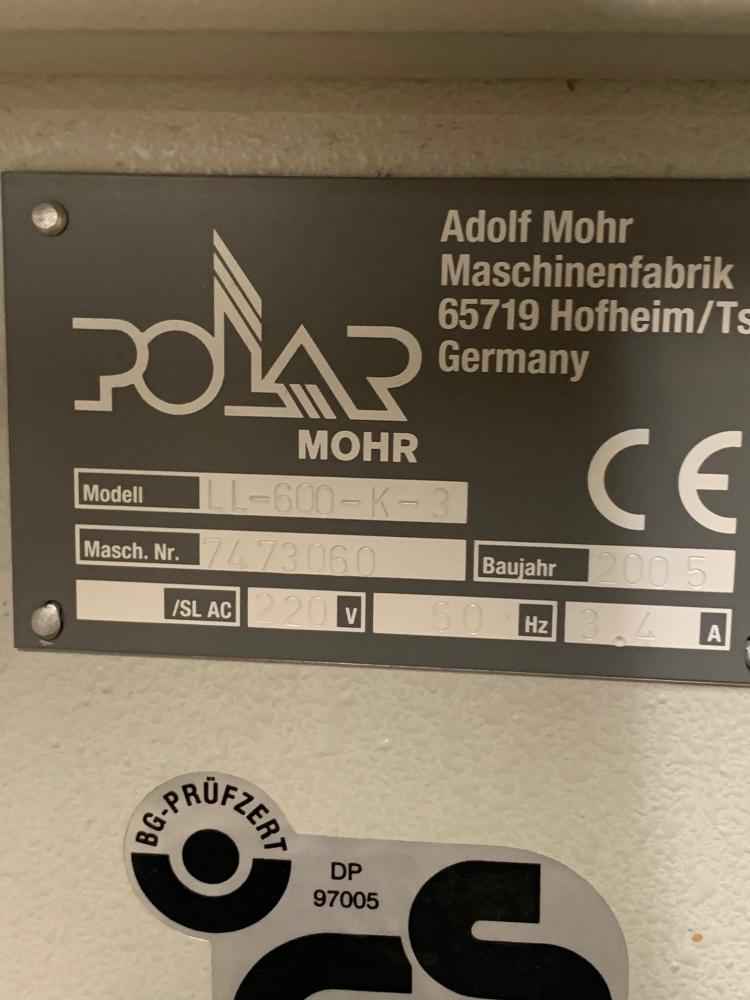 Adolf Mohr
Maschinenfabrik
65719 Hofheim/Ts
Germany
POLAR
MOHR
CE
Modell LL-600-K-3
Masch. Nr. 7473060 Baujahr 2005
/SL AC 220 V 60 Hz 3.4 A
BG-PRÜFZERT
DP
97005
GS